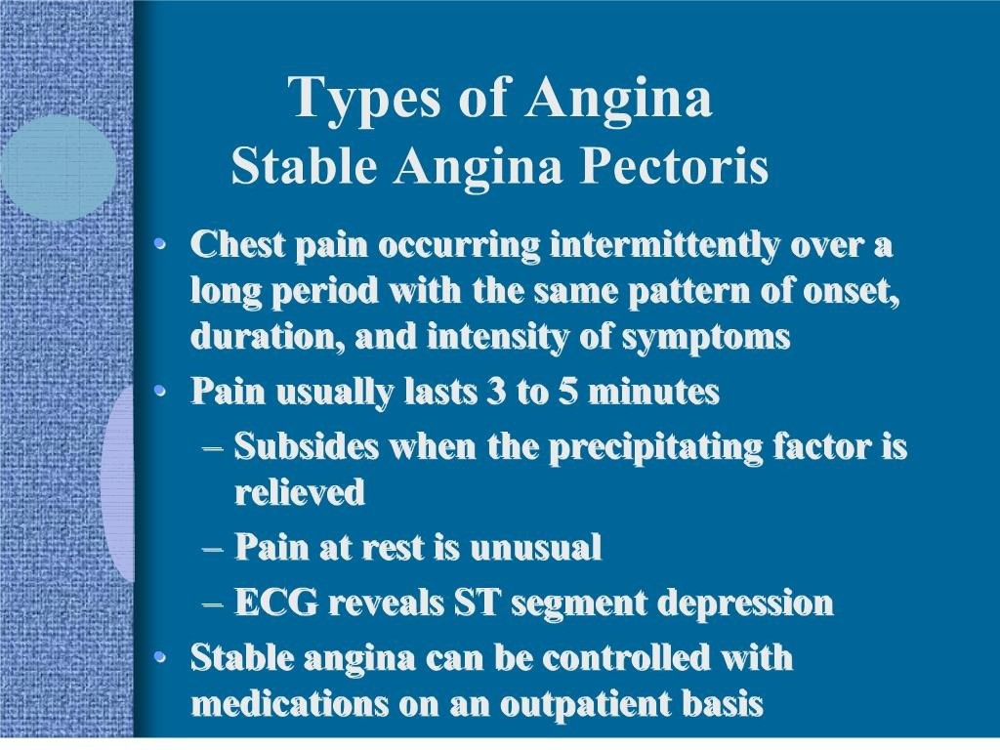 Types of Angina
Stable Angina Pectoris
• Chest pain occurring intermittently over a
long period with the same pattern of onset,
duration, and intensity of symptoms
• Pain usually lasts 3 to 5 minutes
– Subsides when the precipitating factor is
relieved
– Pain at rest is unusual
– ECG reveals ST segment depression
• Stable angina can be controlled with
medications on an outpatient basis